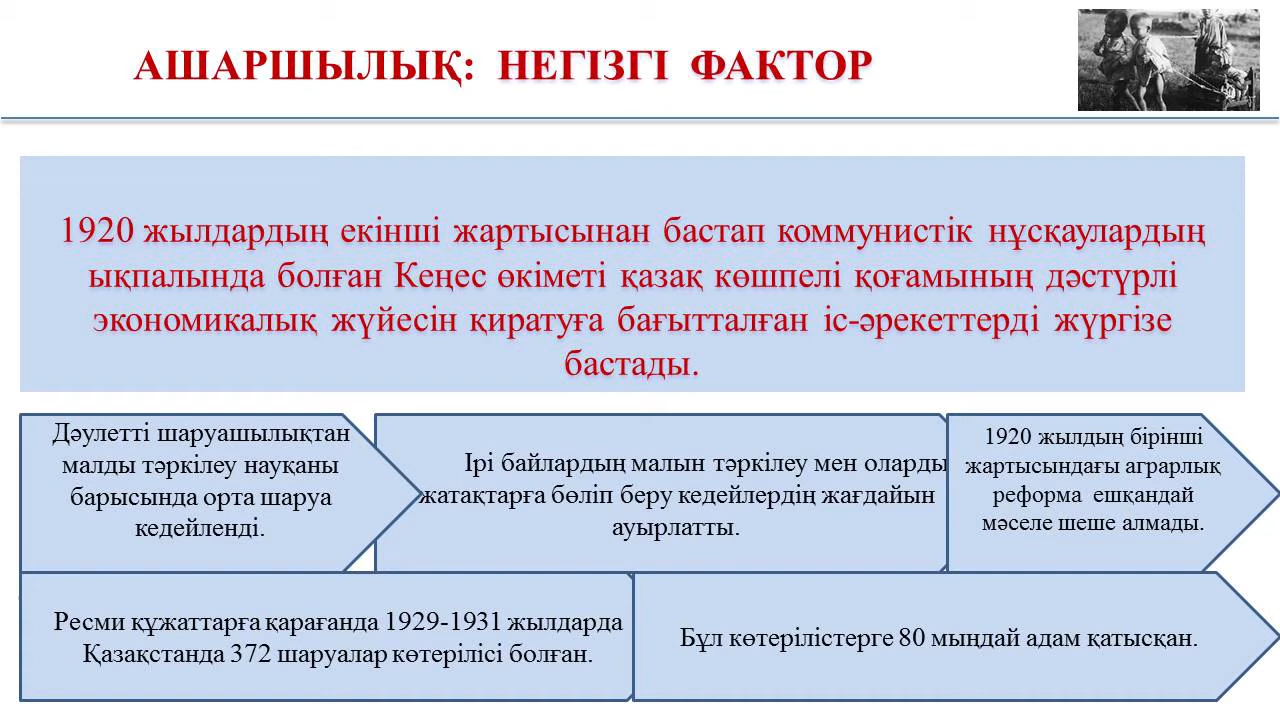 АШАРШЫЛЫҚ: НЕГІЗГІ ФАКТОР
1920 жылдардың екінші жартысынан бастап коммунистік нұсқаулардың
ықпалында болған Кеңес өкіметі қазақ көшпелі қоғамының дәстүрлі
экономикалық жүйесін қиратуға бағытталған іс-әрекеттерді жүргізе
бастады.
Дәулетті шаруашылықтан
малды тәркілеу науқаны
барысында орта шаруа
кедейленді.
Ірі байлардың малын тәркілеу мен оларды
жатақтарға бөліп беру кедейлердің жағдайын
ауырлатты.
1920 жылдың бірінші
жартысындағы аграрлық
реформа ешқандай
мәселе шеше алмады.
Ресми құжаттарға қарағанда 1929-1931 жылдарда
Қазақстанда 372 шаруалар көтерілісі болған.
Бұл көтерілістерге 80 мыңдай адам қатысқан.